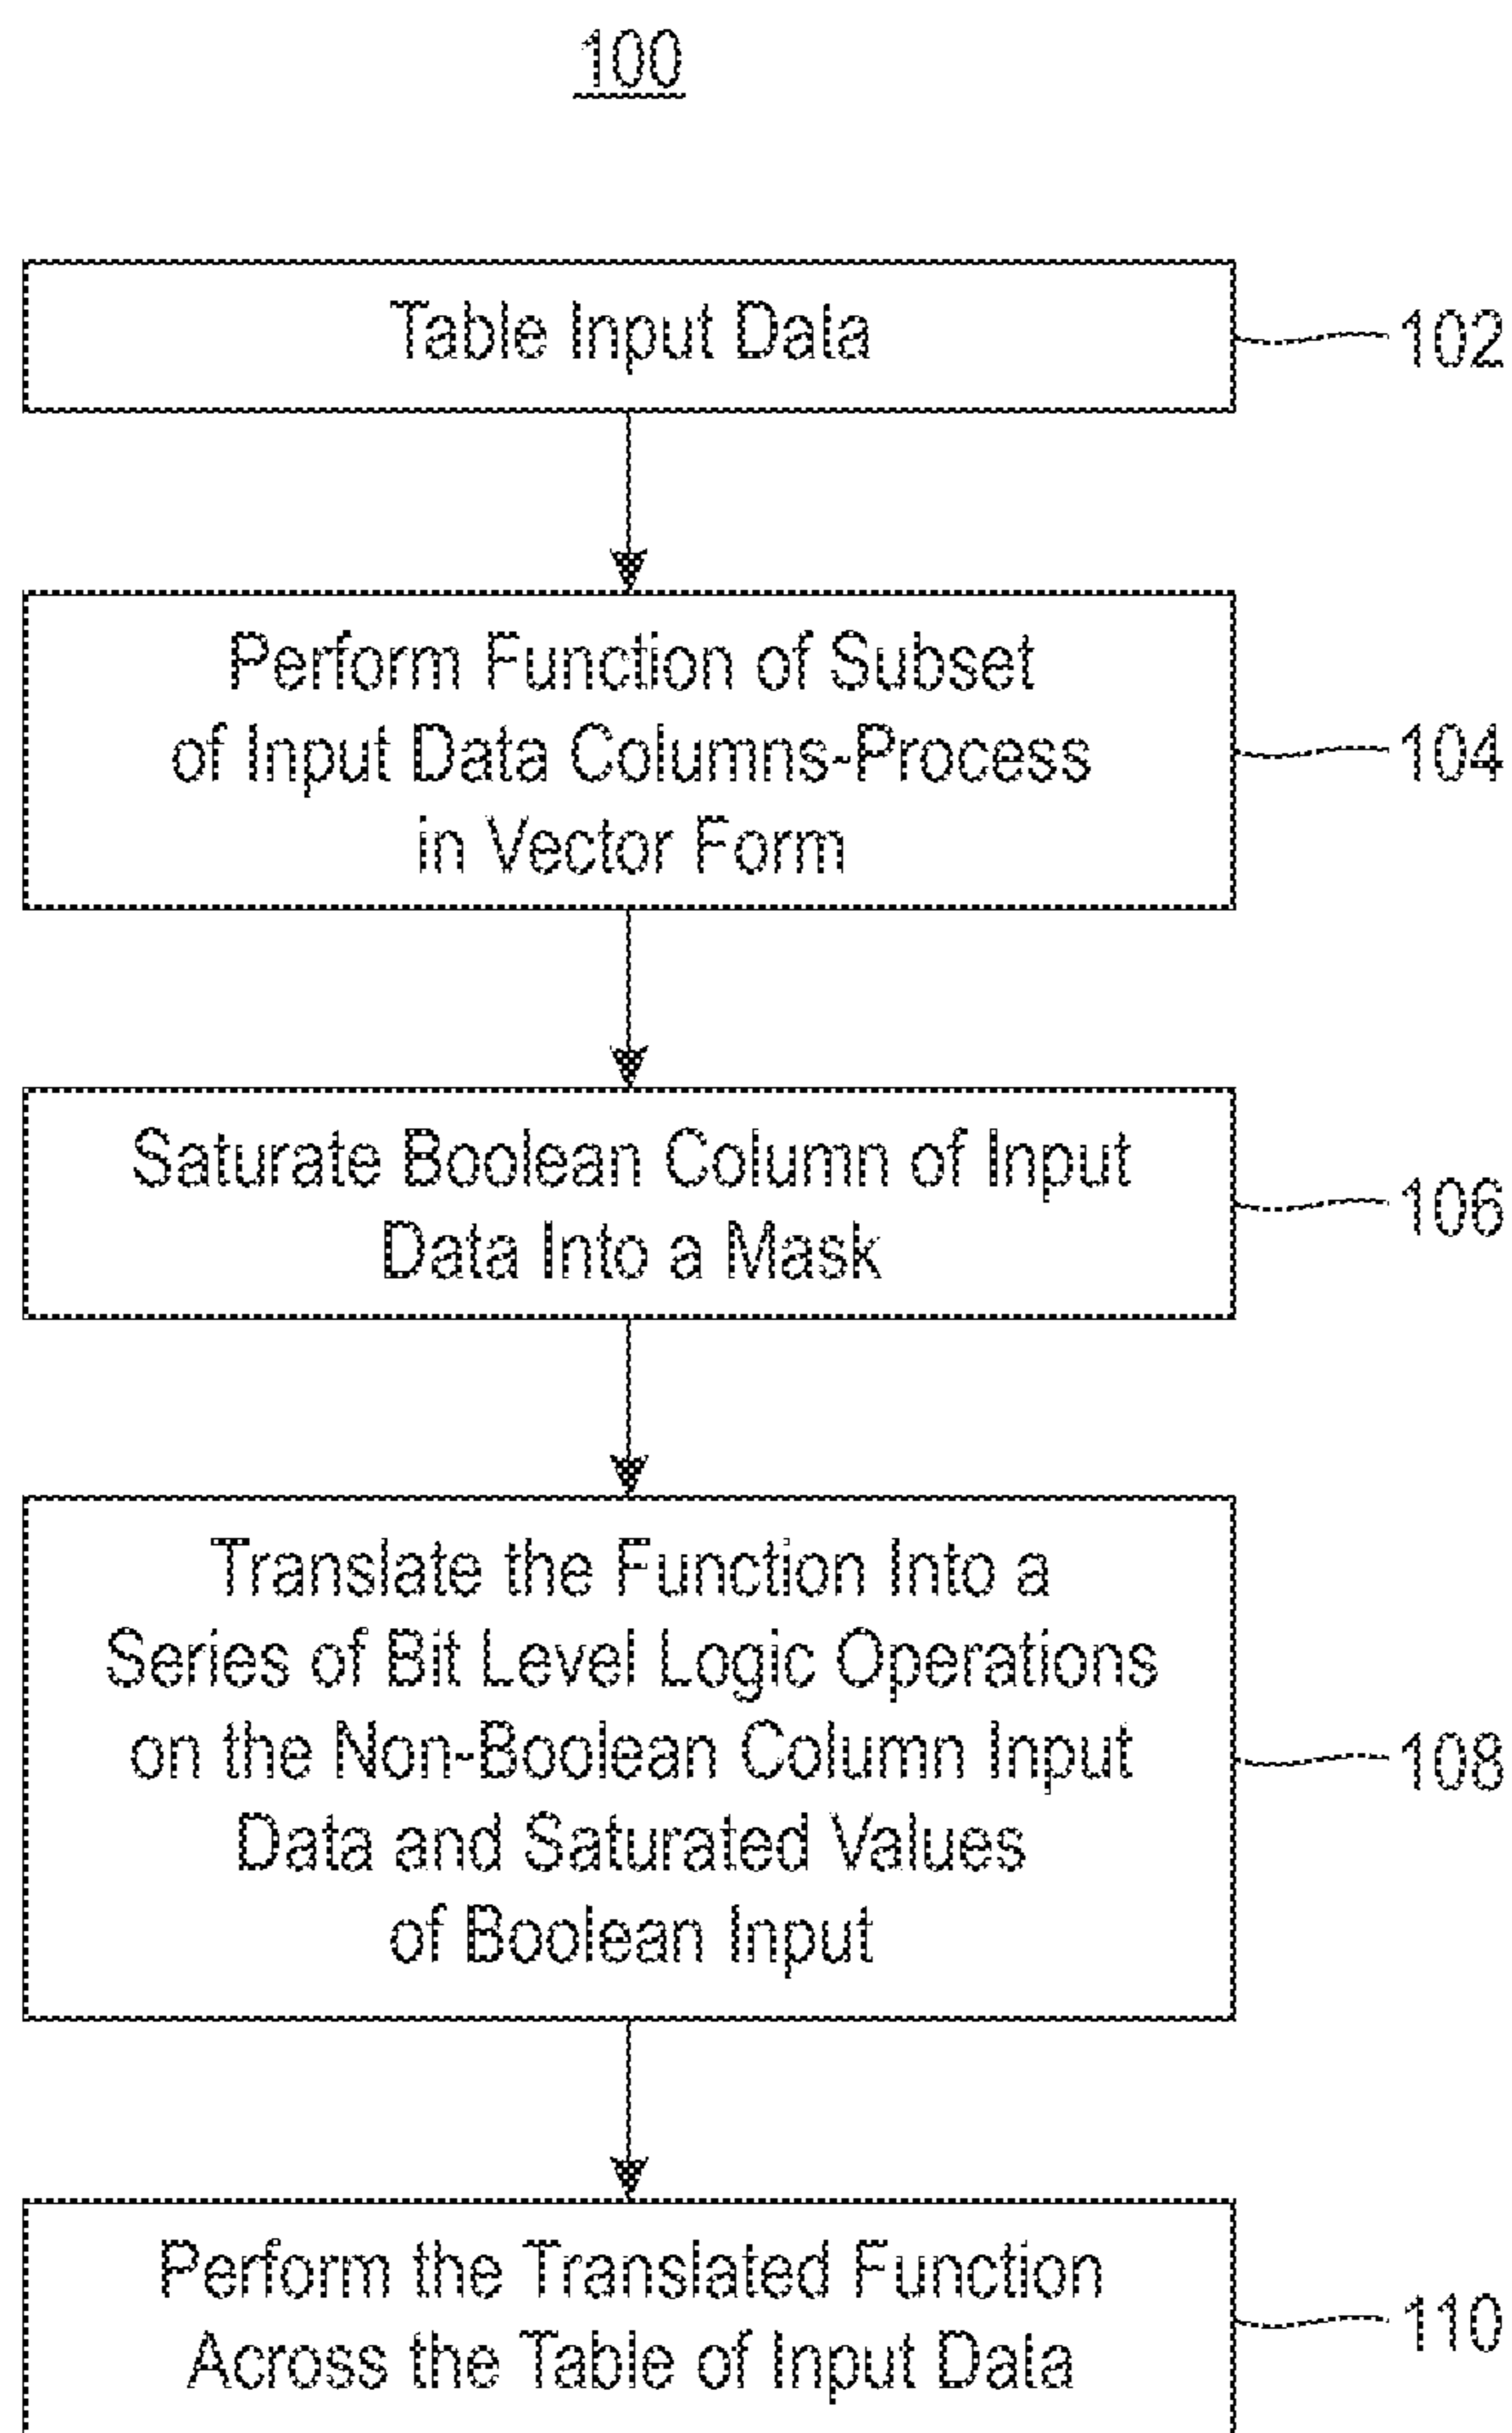 100
Table Input Data
102
Perform Function of Subset
of Input Data Columns-Process
in Vector Form
104
Saturate Boolean Column of Input
Data Into a Mask
106
Translate the Function Into a
Series of Bit Level Logic Operations
on the Non-Boolean Column Input
Data and Saturated Values
of Boolean Input
108
Perform the Translated Function
Across the Table of Input Data
110